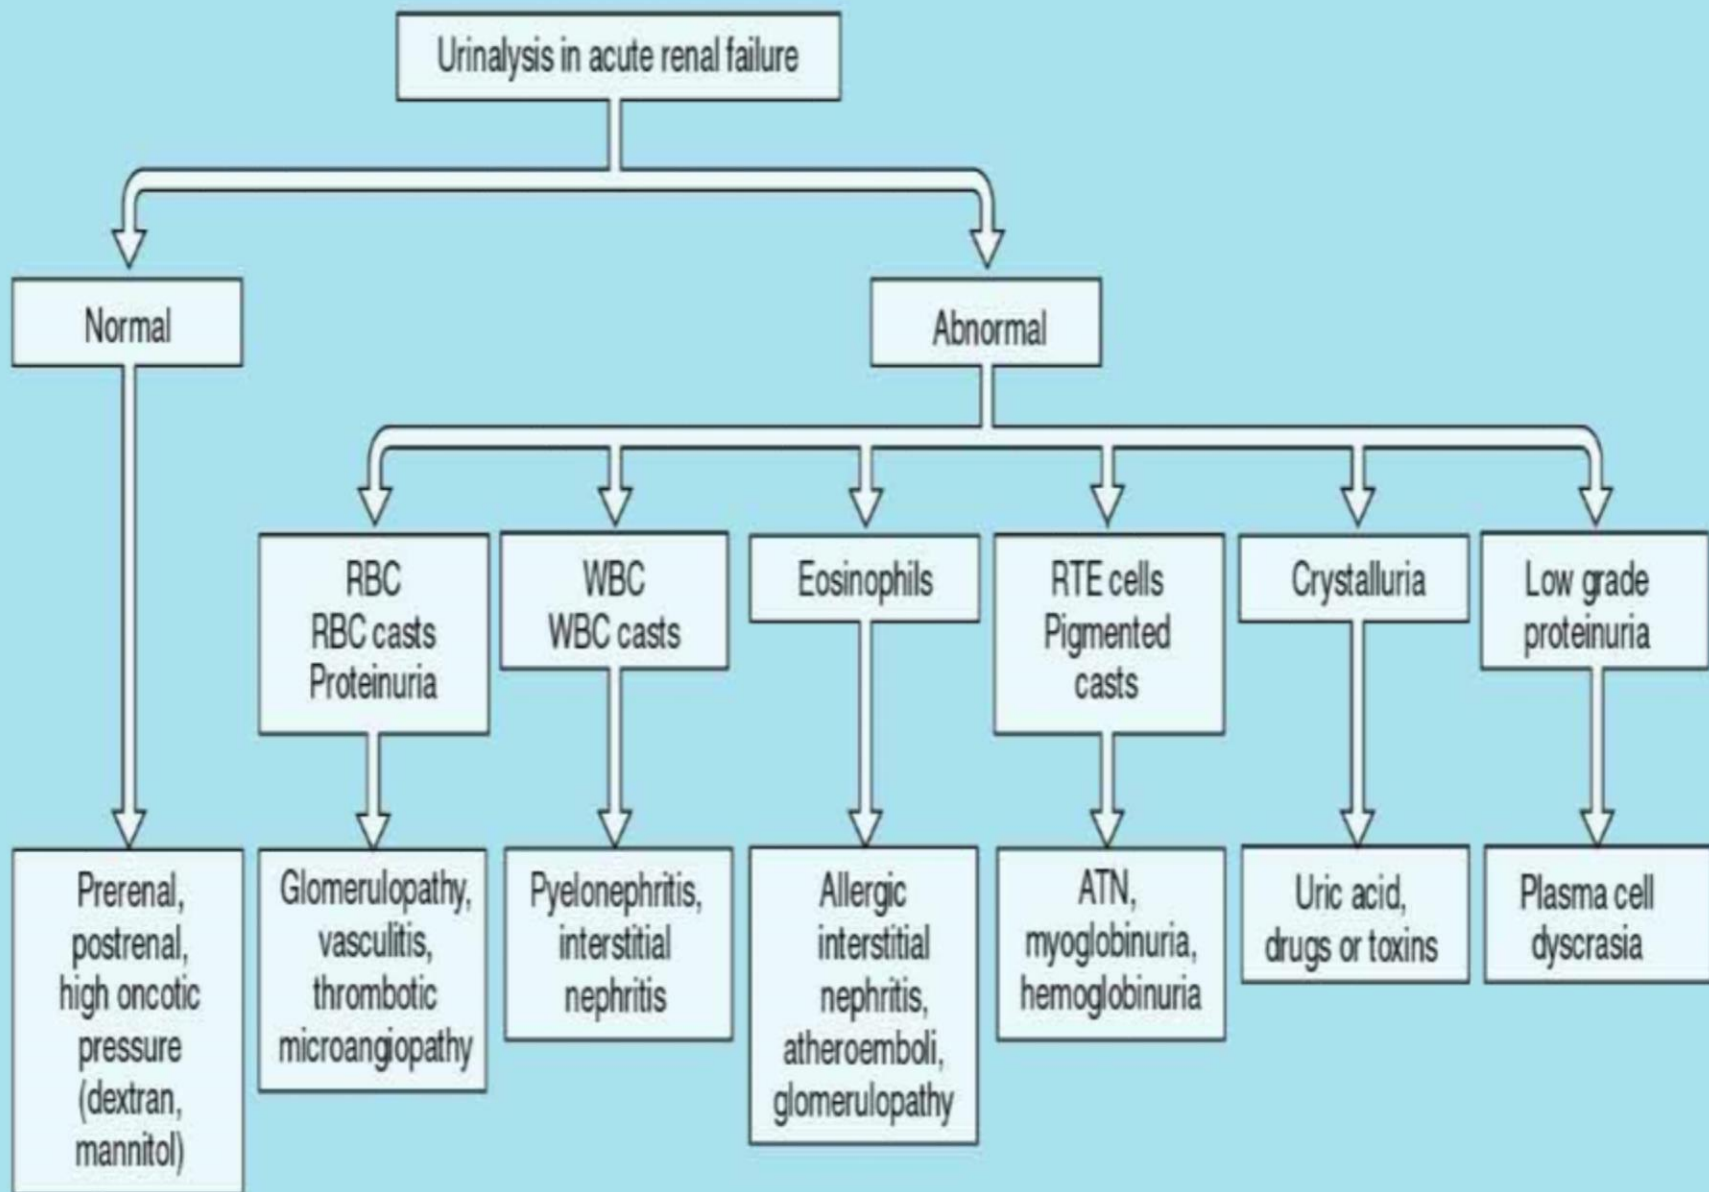 Urinalysis in acute renal failure
Normal
Abnormal
RBC
RBC casts
Proteinuria
WBC
WBC casts
Eosinophils
RTE cells
Pigmented
casts
Crystalluria
Low grade
proteinuria
Prerenal,
postrenal,
high oncotic
pressure
(dextran,
mannitol)
Glomerulopathy,
vasculitis,
thrombotic
microangiopathy
Pyelonephritis,
interstitial
nephritis
Allergic
interstitial
nephritis,
atheroemboli,
glomerulopathy
ATN,
myoglobinuria,
hemoglobinuria
Uric acid,
drugs or toxins
Plasma cell
dyscrasia